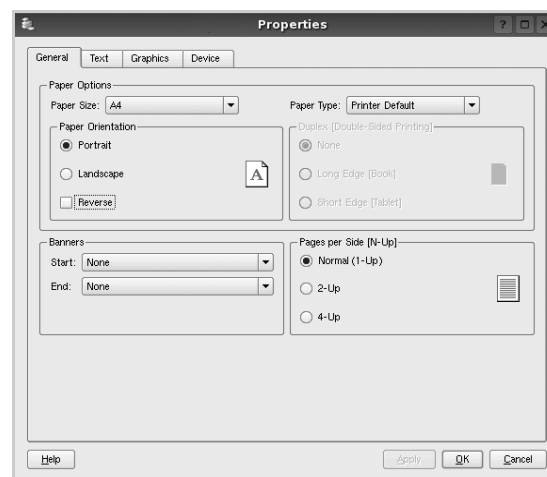 Properties
General Text Graphics Device
Paper Options
Paper Size: A4
Paper Type: Printer Default
Paper Orientation
Portrait
Landscape
Reverse
A
Duplex [Double-Sided Printing]
None
Long Edge [Book]
Short Edge [Tablet]
Banners
Start: None
End: None
Pages per Side [N-Up]
Normal (1-Up)
2-Up
4-Up
Help Apply OK Cancel